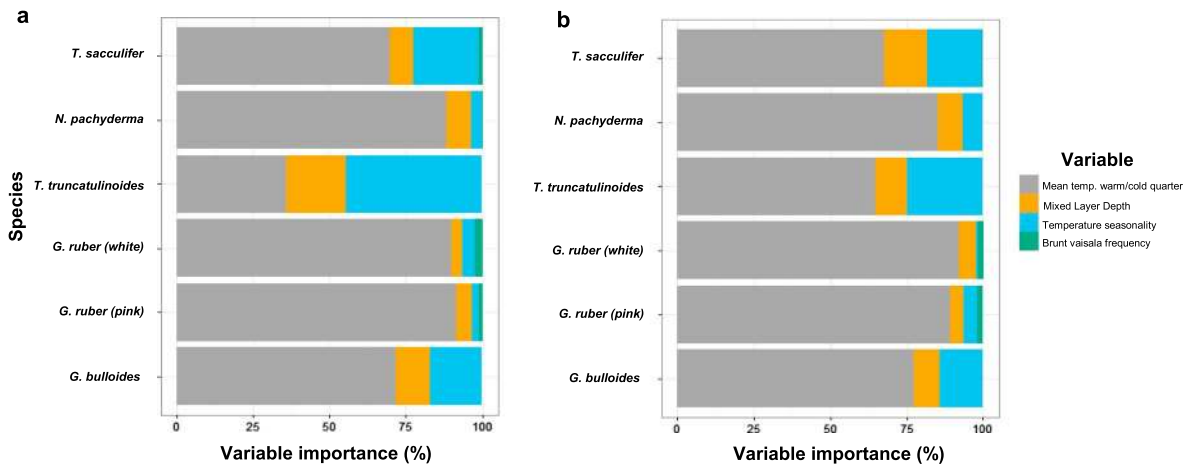 a
T. sacculifer
N. pachyderma
T. truncatulinoides
G. ruber (white)
G. ruber (pink)
G. bulloides
Species
0 25 50 75 100
Variable importance (%)
b
T. sacculifer
N. pachyderma
T. truncatulinoides
G. ruber (white)
G. ruber (pink)
G. bulloides
0 25 50 75 100
Variable importance (%)
Variable
Mean temp. warm/cold quarter
Mixed Layer Depth
Temperature seasonality
Brunt vaisala frequency